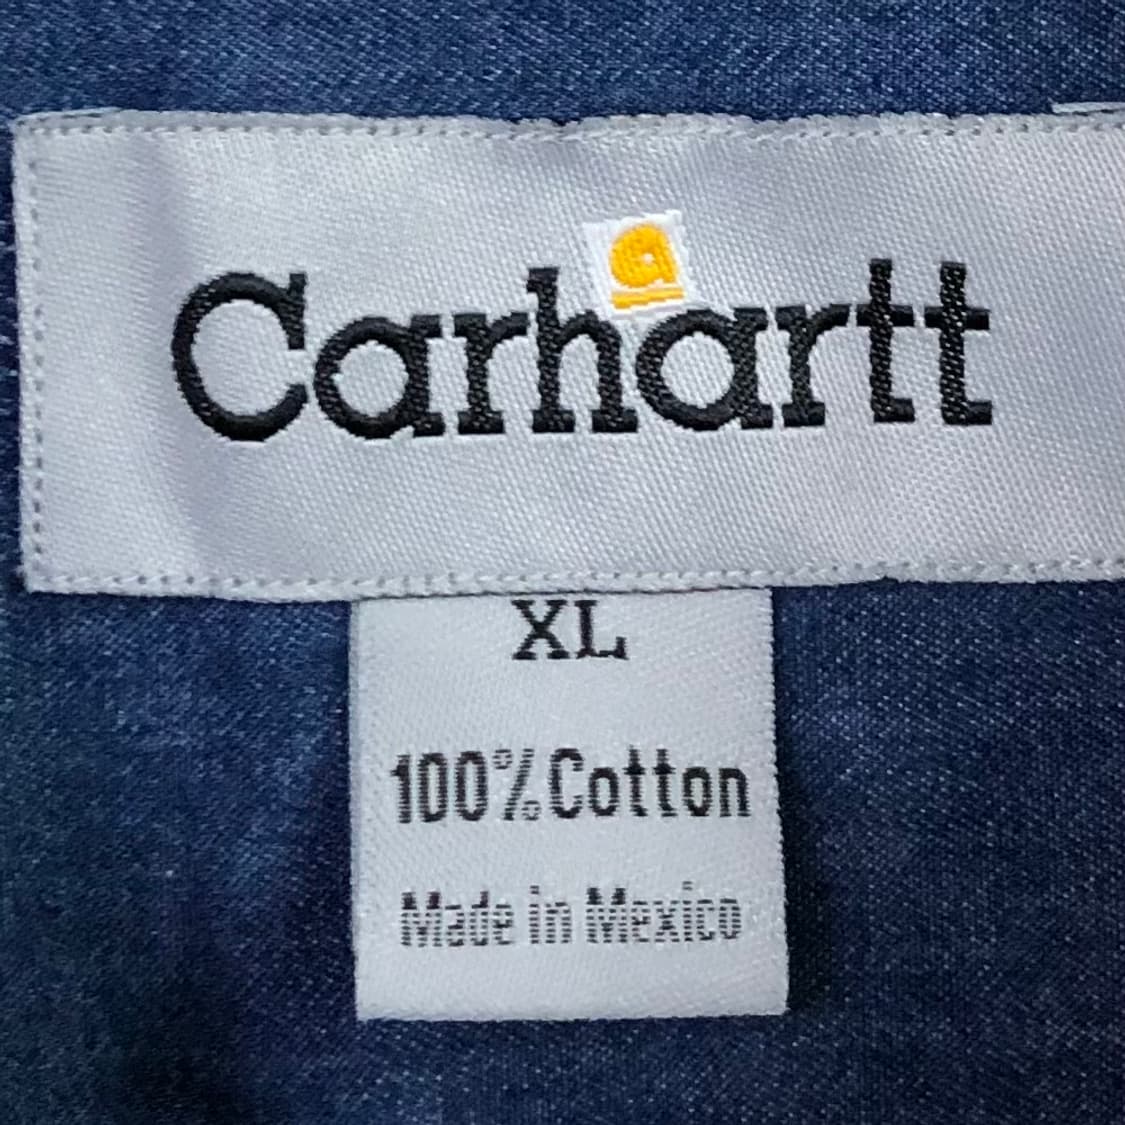 Carhartt
XL
100% Cotton
Made in Mexico